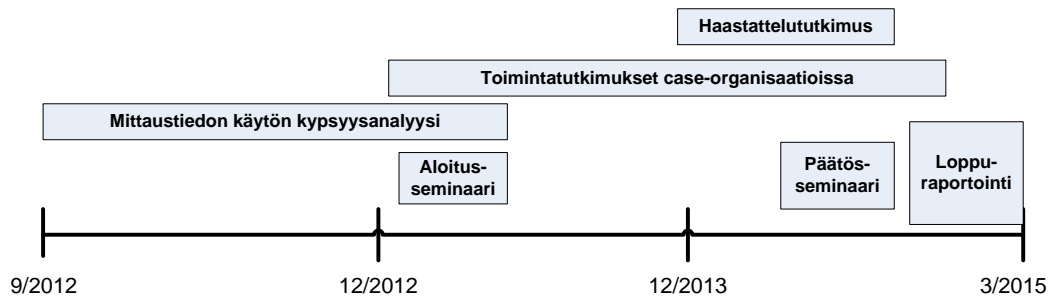 Haastattelututkimus
Toimintatutkimukset case-organisaatioissa
Mittaustiedon käytön kypsyysanalyysi
Aloitus-
seminaari
Päätös-
seminaari
Loppu-
raportointi
9/2012
12/2012
12/2013
3/2015